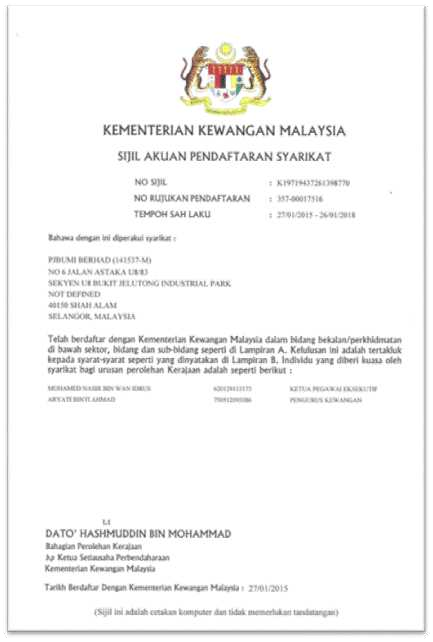 KEMENTERIAN KEWANGAN MALAYSIA
SIJIL AKUAN PENDAFTARAN SYARIKAT
NO SIJIL : K19719437261398770
NO RUJUKAN PENDAFTARAN : 357-00017516
TEMPOH SAH LAKU : 27/01/2015 - 26/01/2018
Bahawa dengan ini diperakui syarikat :
PJBUMI BERHAD (141537-M)
NO 6 JALAN ASTAKA U8/83
SEKYEN U8 BUKIT JELUTONG INDUSTRIAL PARK
NOT DEFINED
40150 SHAH ALAM
SELANGOR, MALAYSIA
Telah berdaftar dengan Kementerian Kewangan Malaysia dalam bidang bekalan/perkhidmatan
di bawah sektor, bidang dan sub-bidang seperti di Lampiran A. Kelulusan ini adalah tertakluk
kepada syarat-syarat seperti yang dinyatakan di Lampiran B. Individu yang diberi kuasa oleh
syarikat bagi urusan perolehan Kerajaan adalah seperti berikut :
MOHAMED NASIR BIN WAN IDRUS KETUA PEGAWAI EKSEKUTIF
ARYATI BINTI AHMAD PENGURUS KEWANGAN
t.t
DATO' HASHMUDDIN BIN MOHAMMAD
Bahagian Perolehan Kerajaan
b.p Ketua Setiausaha Perbendaharaan
Kementerian Kewangan Malaysia
Tarikh Berdaftar Dengan Kementerian Kewangan Malaysia : 27/01/2015
(Sijil ini adalah cetakan komputer dan tidak memerlukan tandatangan)